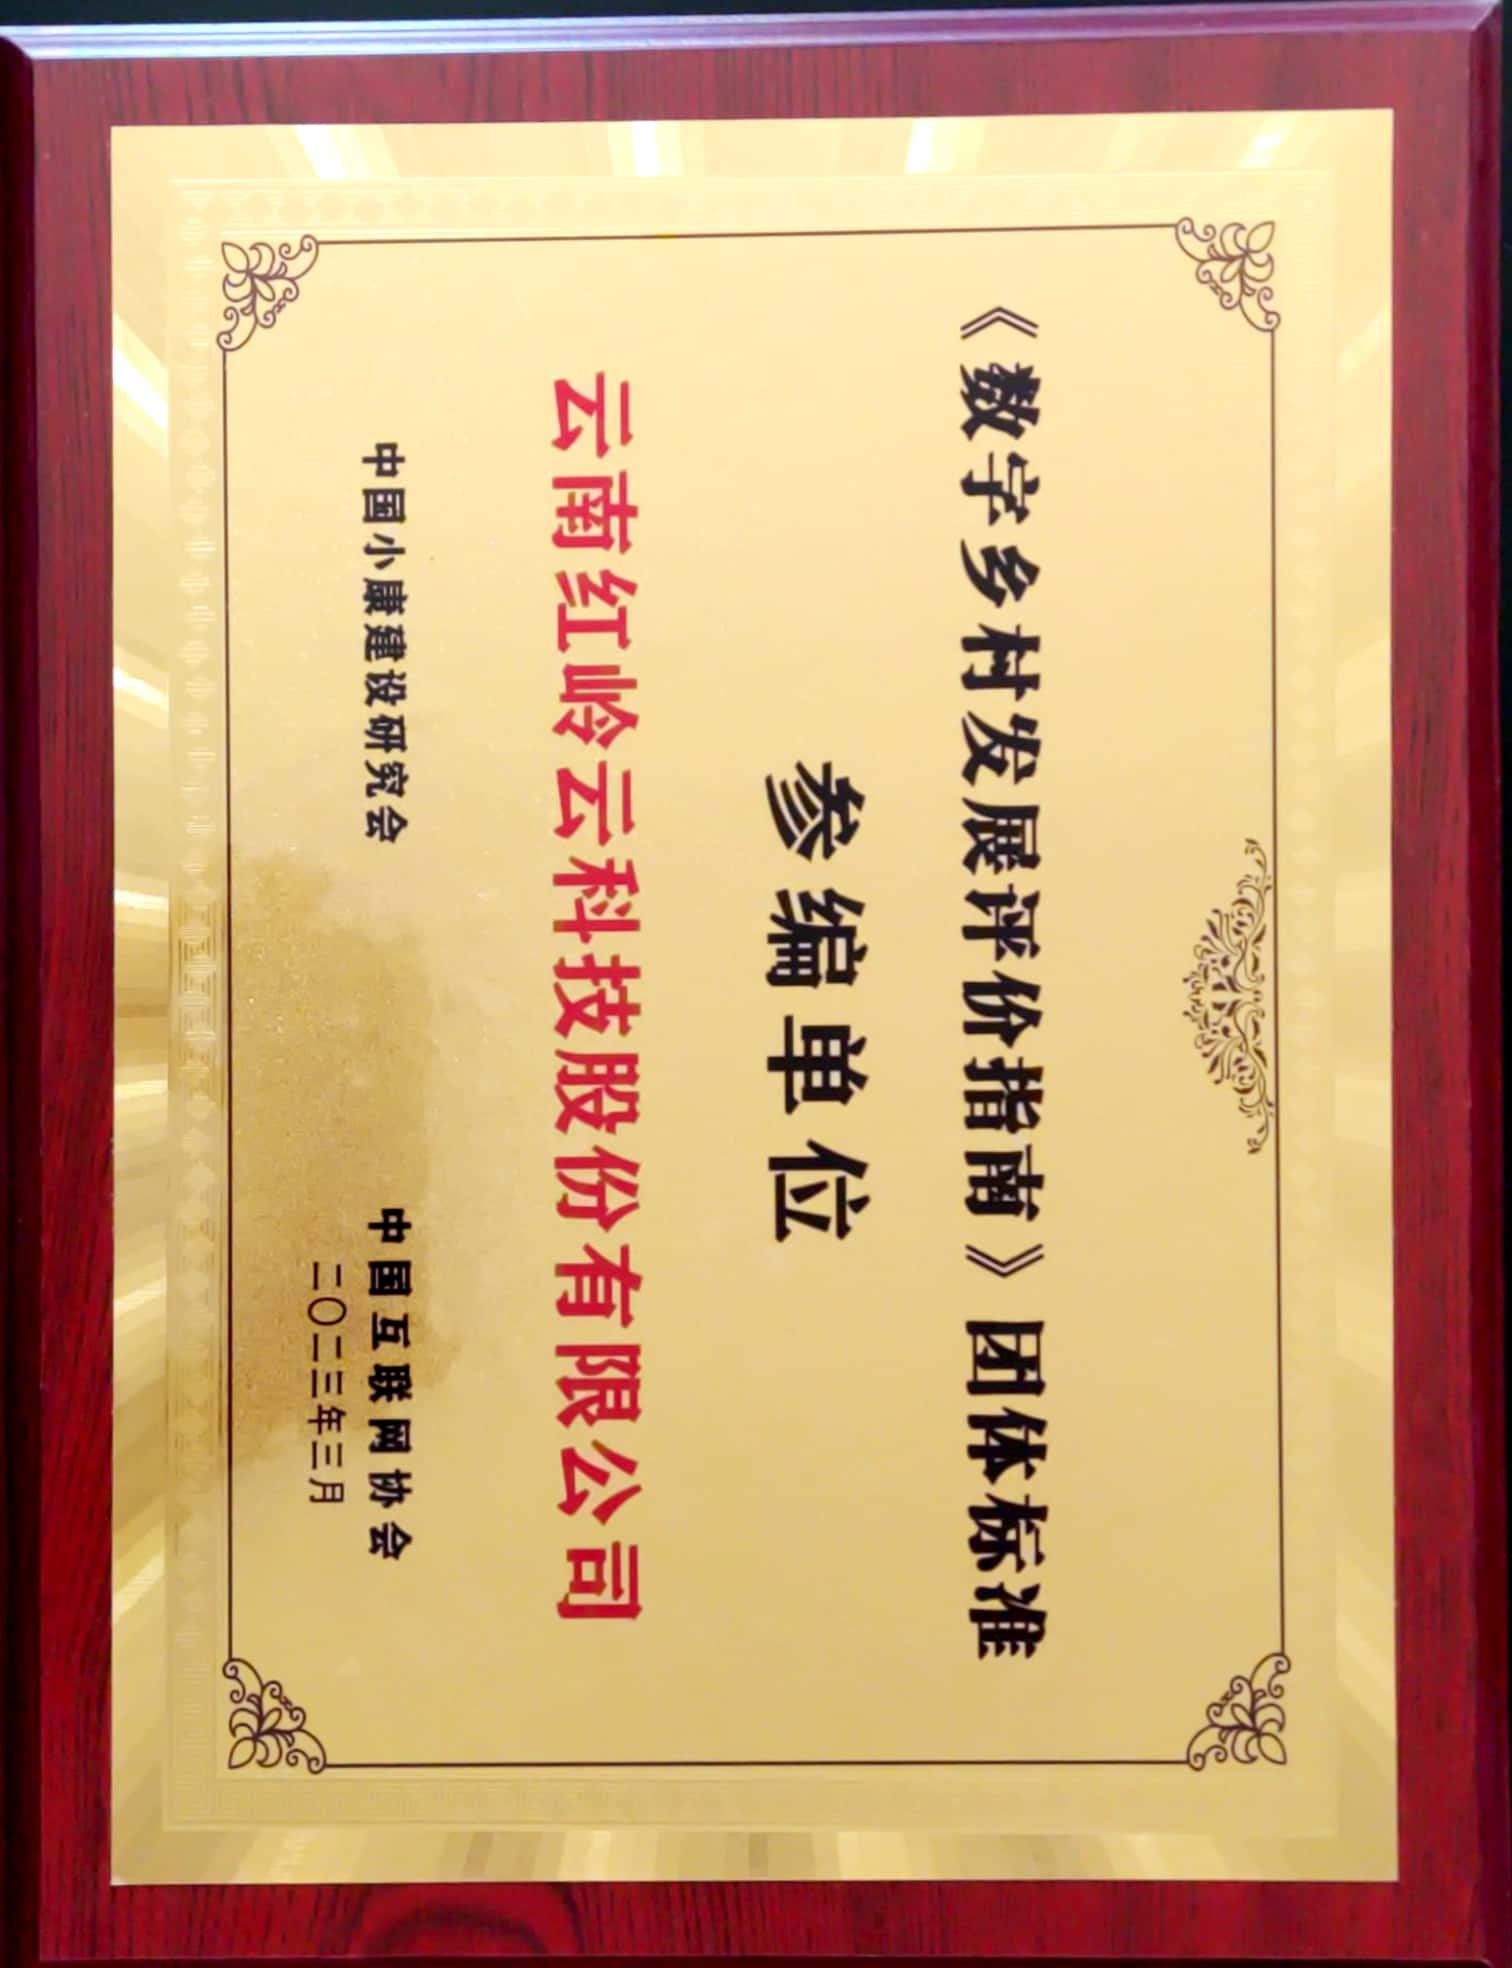 《数字乡村发展评价指南》团体标准
参编单位
云南红岭云科技股份有限公司
中国小康建设研究会 中国互联网协会
二〇二三年三月